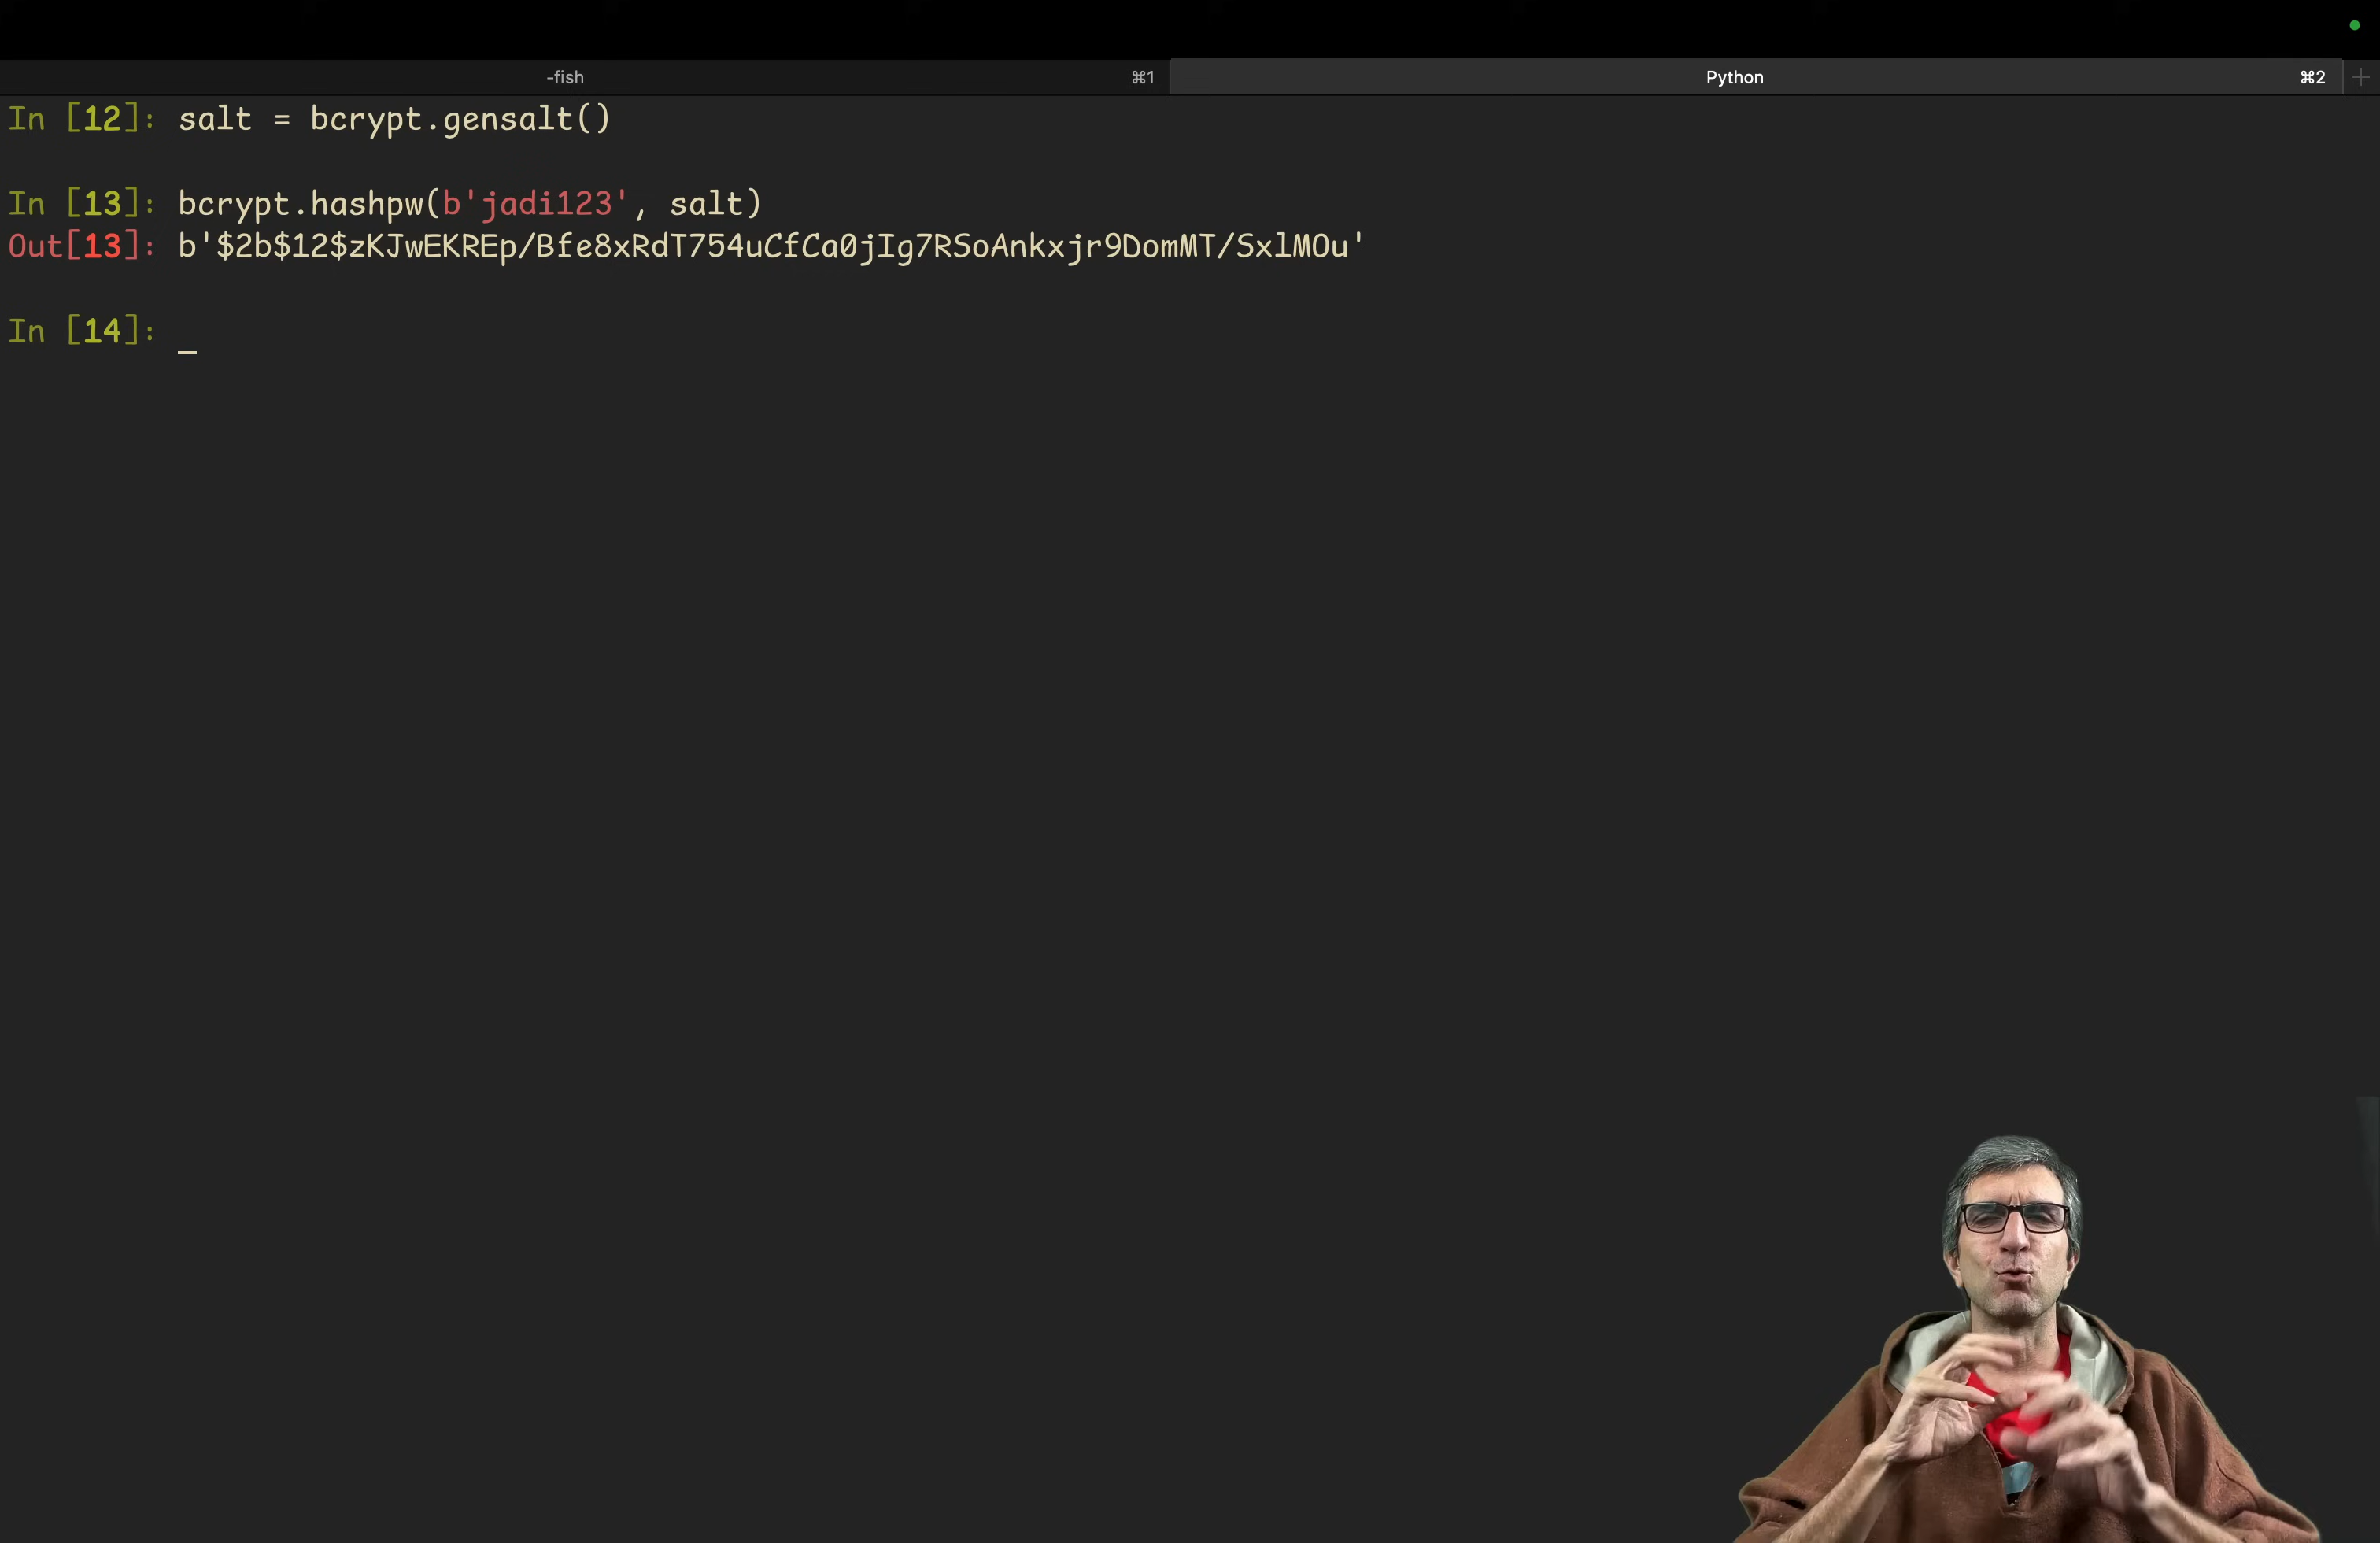 -fish ⌘1 Python ⌘2 +
In [12]: salt = bcrypt.gensalt()
In [13]: bcrypt.hashpw(b'jadi123', salt)
Out[13]: b'$2b$12$zKJwEKREp/Bfe8xRdT754uCfCa0jIg7RSoAnkxjr9DomMT/SxlMOu'
In [14]: _